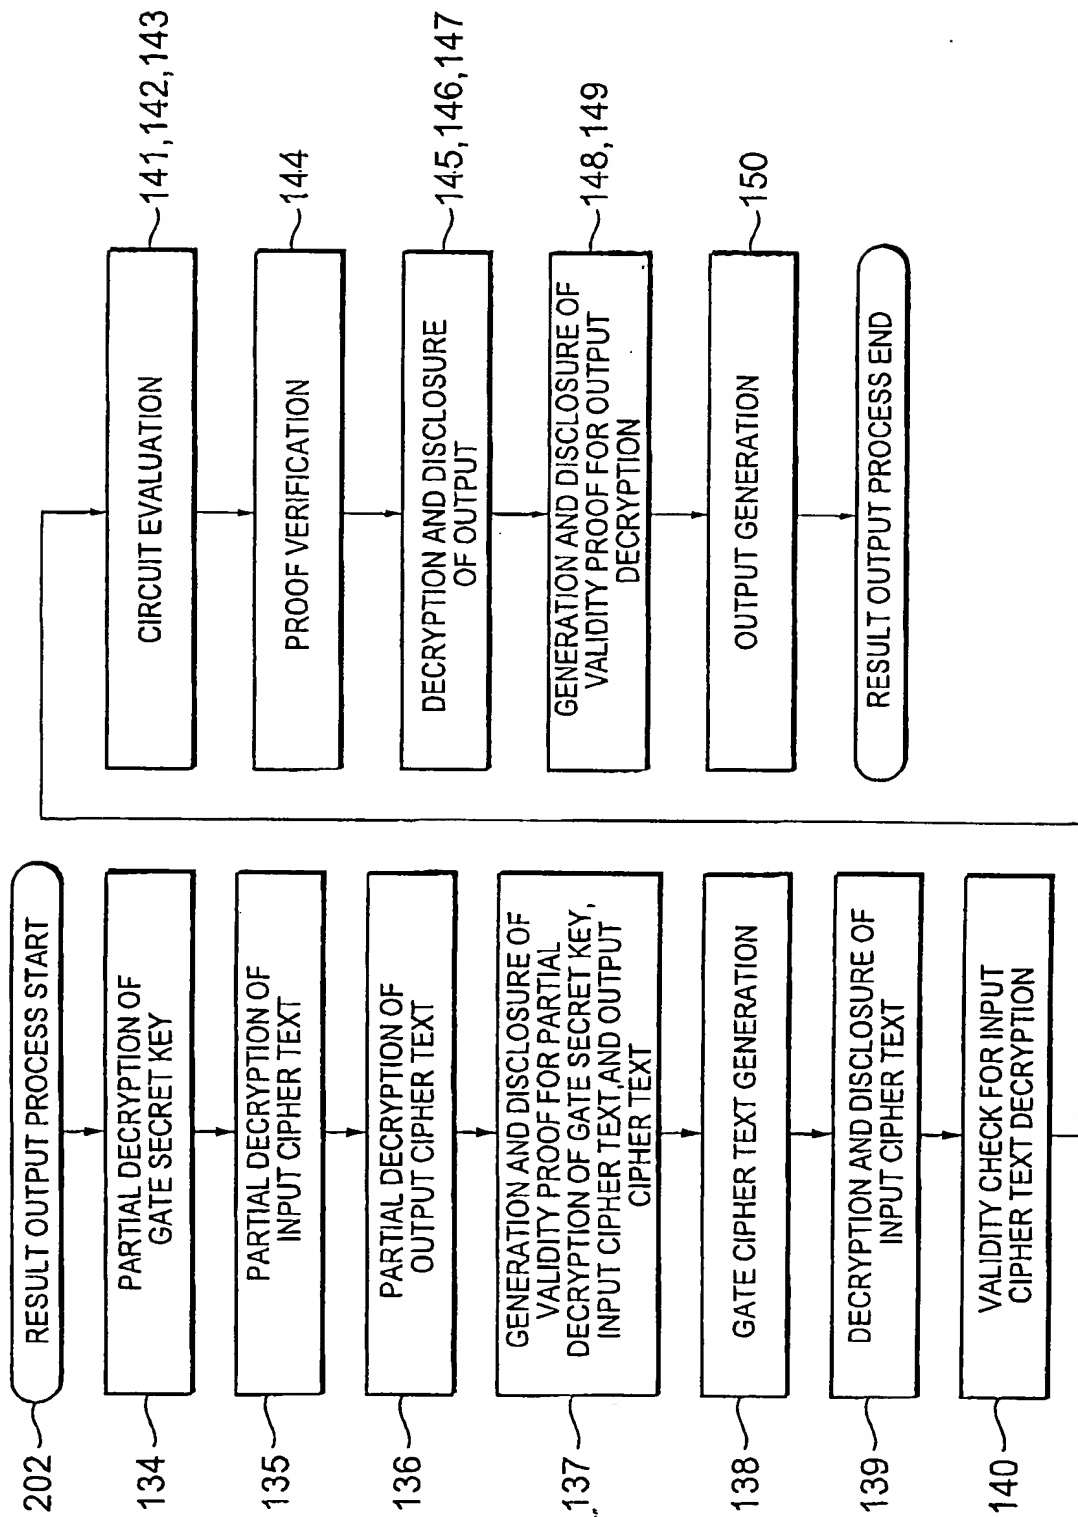 202
RESULT OUTPUT PROCESS START
134
PARTIAL DECRYPTION OF
GATE SECRET KEY
135
PARTIAL DECRYPTION OF
INPUT CIPHER TEXT
136
PARTIAL DECRYPTION OF
OUTPUT CIPHER TEXT
137
GENERATION AND DISCLOSURE OF
VALIDITY PROOF FOR PARTIAL
DECRYPTION OF GATE SECRET KEY,
INPUT CIPHER TEXT, AND OUTPUT
CIPHER TEXT
138
GATE CIPHER TEXT GENERATION
139
DECRYPTION AND DISCLOSURE OF
INPUT CIPHER TEXT
140
VALIDITY CHECK FOR INPUT
CIPHER TEXT DECRYPTION
CIRCUIT EVALUATION
141, 142, 143
PROOF VERIFICATION
144
DECRYPTION AND DISCLOSURE
OF OUTPUT
145, 146, 147
GENERATION AND DISCLOSURE OF
VALIDITY PROOF FOR OUTPUT
DECRYPTION
148, 149
OUTPUT GENERATION
150
RESULT OUTPUT PROCESS END